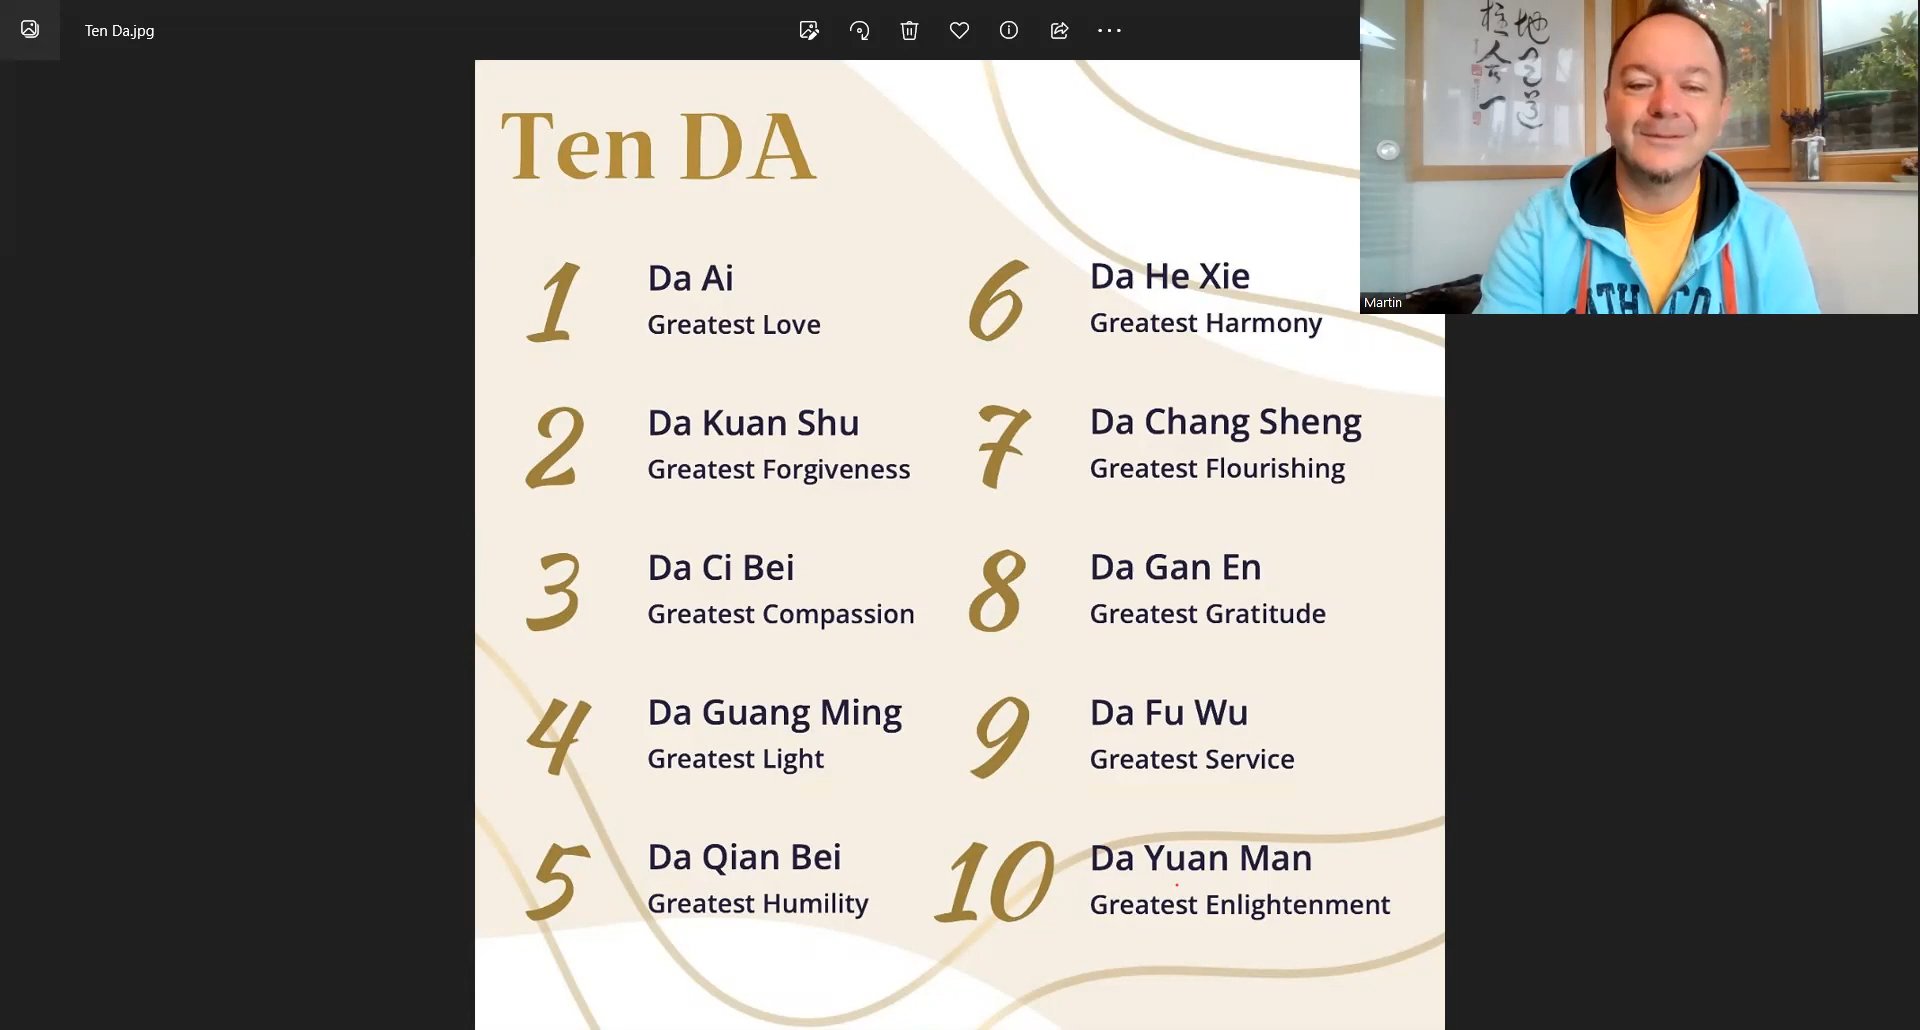 Ten Da.jpg
Ten DA
1
Da Ai
Greatest Love
2
Da Kuan Shu
Greatest Forgiveness
3
Da Ci Bei
Greatest Compassion
4
Da Guang Ming
Greatest Light
5
Da Qian Bei
Greatest Humility
6
Da He Xie
Greatest Harmony
7
Da Chang Sheng
Greatest Flourishing
8
Da Gan En
Greatest Gratitude
9
Da Fu Wu
Greatest Service
10
Da Yuan Man
Greatest Enlightenment
地
合一
Martin